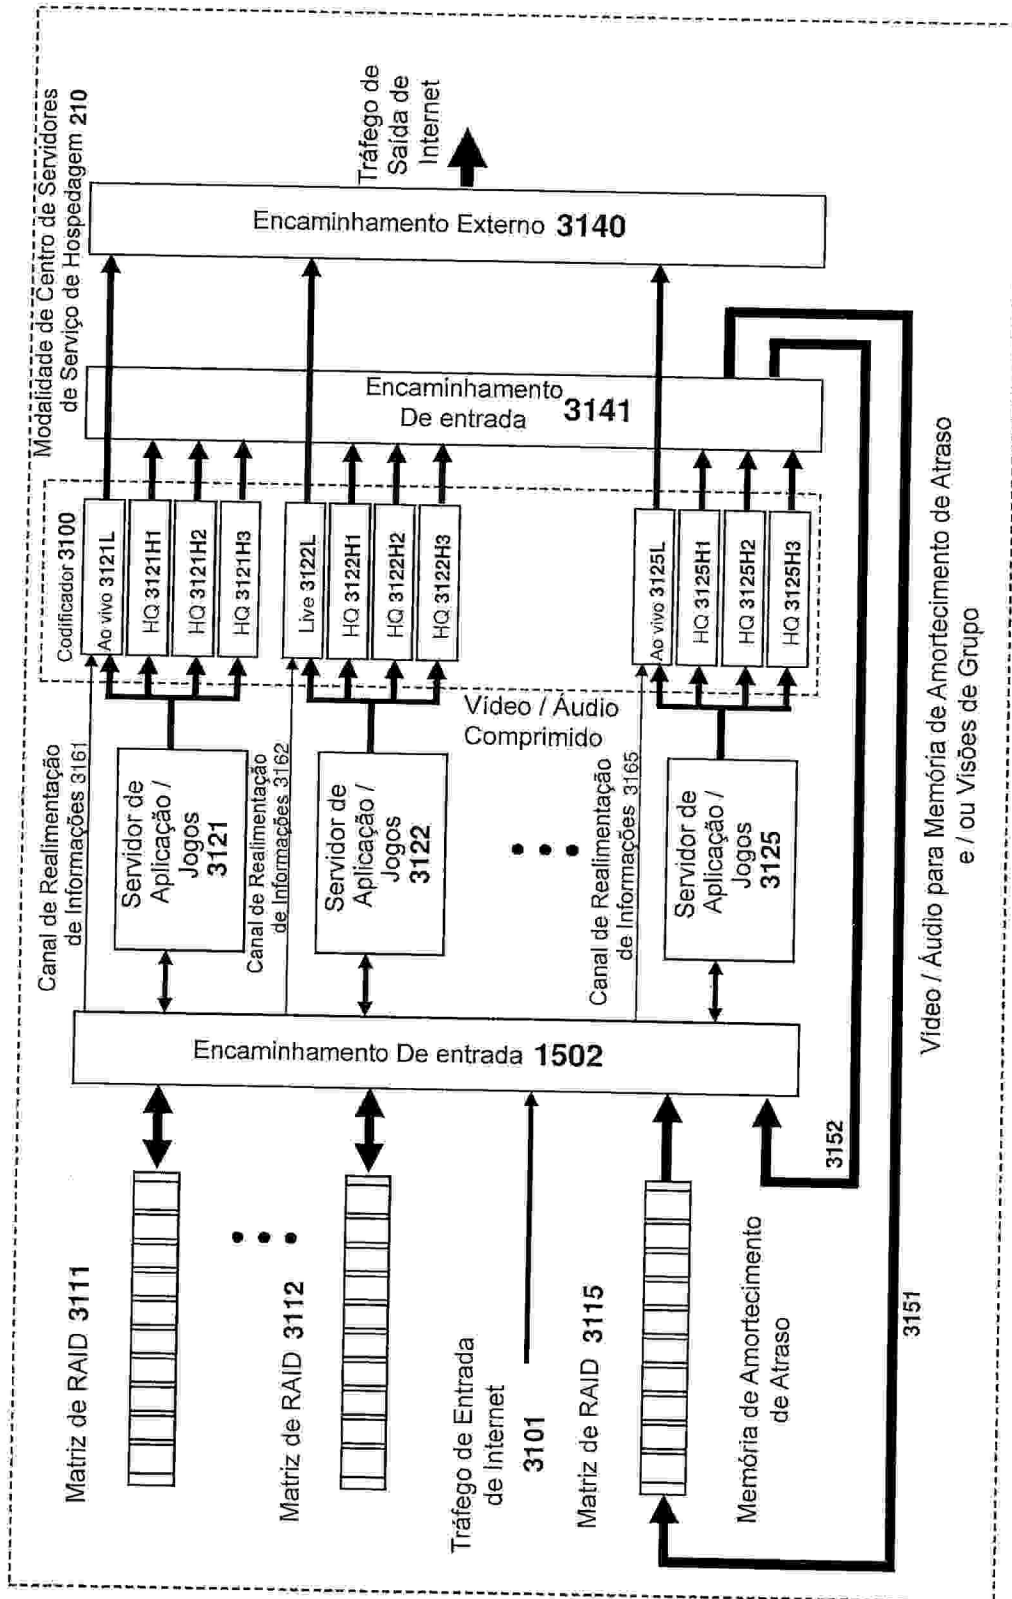 Modalidade de Centro de Servidores
de Serviço de Hospedagem 210
Tráfego de
Saída de
Internet
Encaminhamento Externo 3140
Encaminhamento
De entrada 3141
Codificador 3100
Ao vivo 3121L
HQ 3121H1
HQ 3121H2
HQ 3121H3
Live 3122L
HQ 3122H1
HQ 3122H2
HQ 3122H3
Ao vivo 3125L
HQ 3125H1
HQ 3125H2
HQ 3125H3
Vídeo / Áudio
Comprimido
Canal de Realimentação
de Informações 3161
Canal de Realimentação
de Informações 3162
Canal de Realimentação
de Informações 3165
Servidor de
Aplicação /
Jogos
3121
Servidor de
Aplicação /
Jogos
3122
Servidor de
Aplicação /
Jogos
3125
Encaminhamento De entrada 1502
Matriz de RAID 3111
Matriz de RAID 3112
Tráfego de Entrada
de Internet
3101
Matriz de RAID 3115
Memória de Amortecimento
de Atraso
3152
3151
Vídeo / Áudio para Memória de Amortecimento de Atraso
e / ou Visões de Grupo